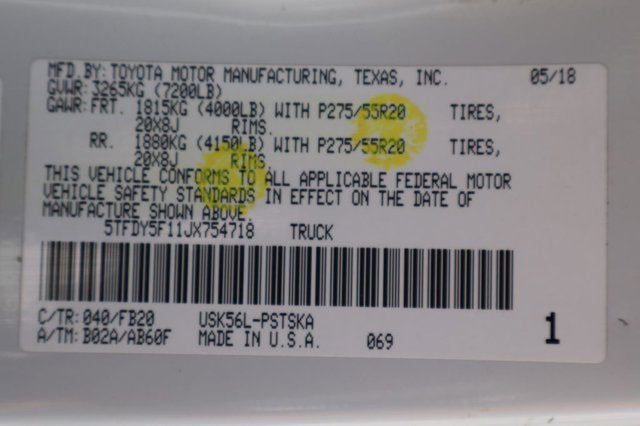 MFD.BY:TOYOTA MOTOR MANUFACTURING, TEXAS, INC. 05/18
GVWR:3265KG (7200LB)
GAWR:FRT. 1815KG (4000LB) WITH P275/55R20 TIRES,
20X8J RIMS.
RR. 1880KG (4150LB) WITH P275/55R20 TIRES,
20X8J RIMS.
THIS VEHICLE CONFORMS TO ALL APPLICABLE FEDERAL MOTOR
VEHICLE SAFETY STANDARDS IN EFFECT ON THE DATE OF
MANUFACTURE SHOWN ABOVE.
5TFDY5F11JX754718 TRUCK
C/TR:040/FB20 USK56L-PSTSKA
A/TM:B02A/AB60F MADE IN U.S.A. 069 1